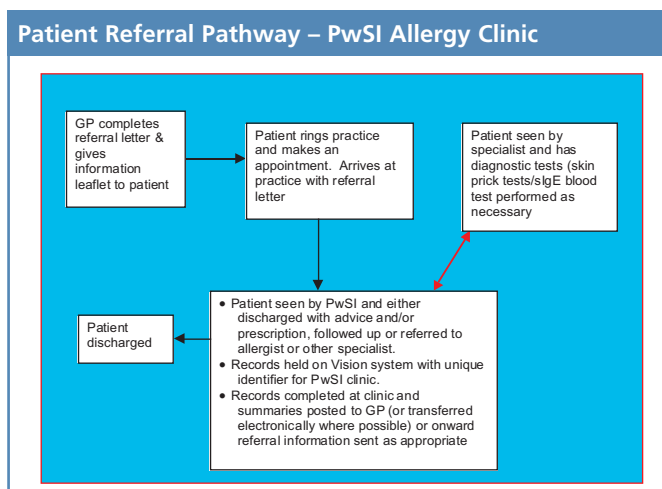 Patient Referral Pathway – PwSI Allergy Clinic
GP completes
referral letter &
gives
information
leaflet to patient
Patient rings practice
and makes an
appointment. Arrives at
practice with referral
letter
Patient seen by
specialist and has
diagnostic tests (skin
prick tests/sIgE blood
test performed as
necessary
Patient
discharged
• Patient seen by PwSI and either
discharged with advice and/or
prescription, followed up or referred to
allergist or other specialist.
• Records held on Vision system with unique
identifier for PwSI clinic.
• Records completed at clinic and
summaries posted to GP (or transferred
electronically where possible) or onward
referral information sent as appropriate